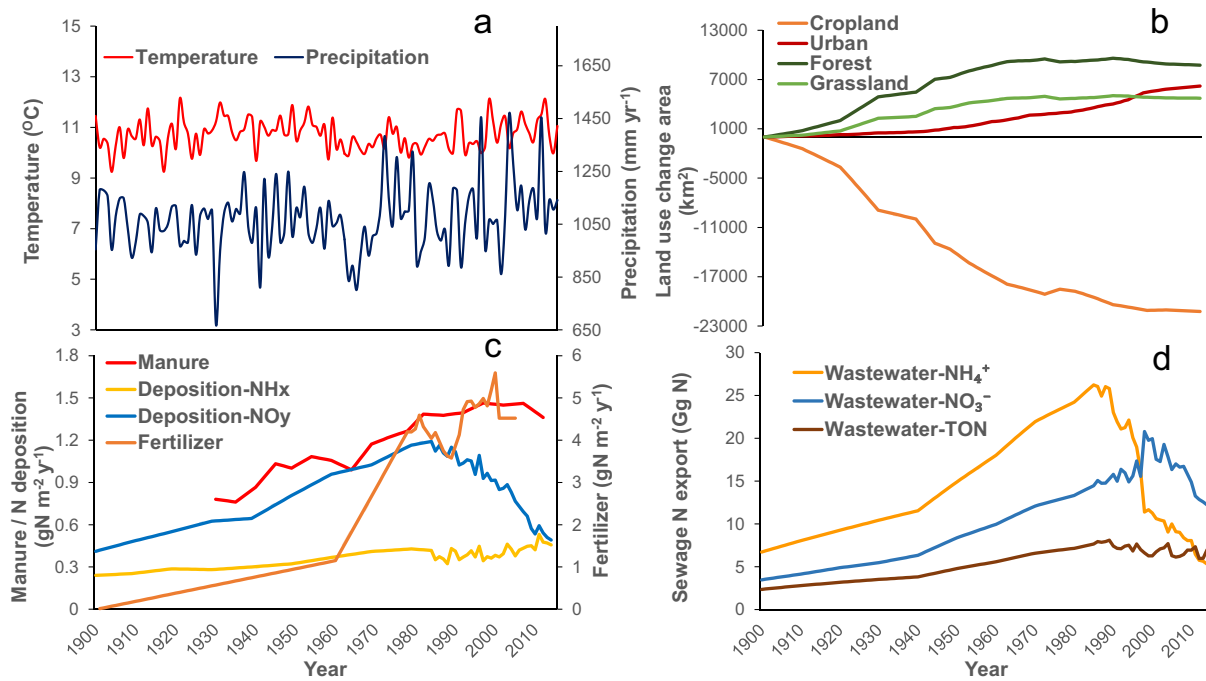 a
Temperature
Precipitation
15
13
11
9
7
5
3
Temperature (ᴼC)
1650
1450
1250
1050
850
650
Precipitation (mm yr⁻¹)
b
Cropland
Urban
Forest
Grassland
13000
7000
1000
-5000
-11000
-17000
-23000
Land use change area
(km²)
c
Manure
Deposition-NHx
Deposition-NOy
Fertilizer
1.8
1.5
1.2
0.9
0.6
0.3
0
Manure / N deposition
(gN m⁻² y⁻¹)
6
5
4
3
2
1
0
Fertilizer (gN m⁻² y⁻¹)
1900
1910
1920
1930
1940
1950
1960
1970
1980
1990
2000
2010
Year
d
Wastewater-NH₄⁺
Wastewater-NO₃⁻
Wastewater-TON
30
25
20
15
10
5
0
Sewage N export (Gg N)
1900
1910
1920
1930
1940
1950
1960
1970
1980
1990
2000
2010
Year